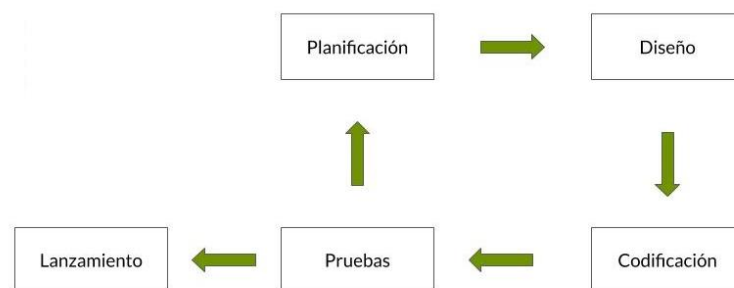 Planificación
Diseño
Lanzamiento
Pruebas
Codificación